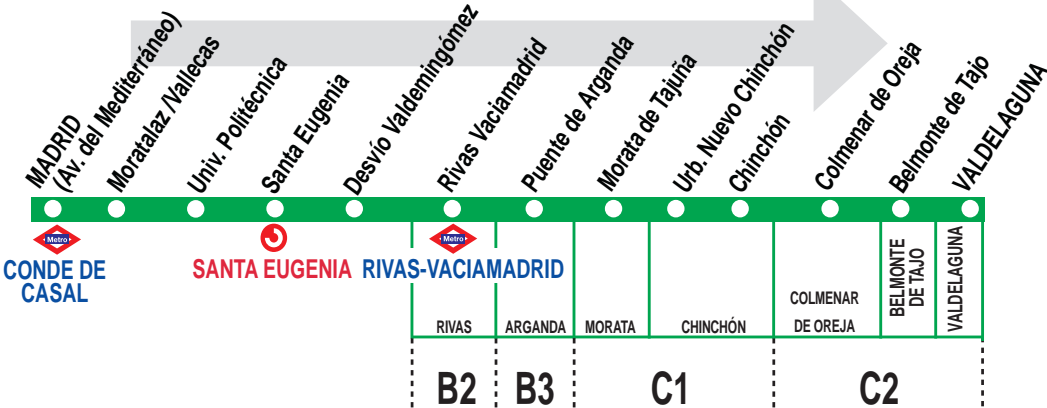 MADRID
(Av. del Mediterráneo)
Moratalaz /Vallecas
Univ. Politécnica
Santa Eugenia
Desvío Valdemingómez
Rivas Vaciamadrid
Puente de Arganda
Morata de Tajuña
Urb. Nuevo Chinchón
Chinchón
Colmenar de Oreja
Belmonte de Tajo
VALDELAGUNA
Metro
CONDE DE
CASAL
SANTA EUGENIA
Metro
RIVAS-VACIAMADRID
RIVAS
ARGANDA
MORATA
CHINCHÓN
COLMENAR
DE OREJA
BELMONTE
DE TAJO
VALDELAGUNA
B2
B3
C1
C2